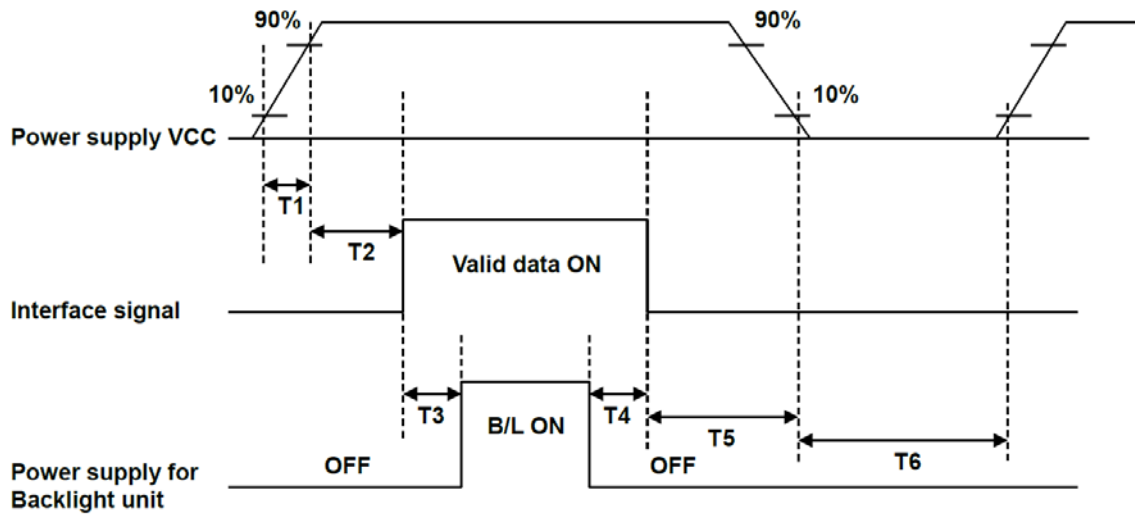 90%
90%
10%
10%
Power supply VCC
T1
T2
Valid data ON
Interface signal
T3
B/L ON
T4
T5
T6
OFF
OFF
Power supply for
Backlight unit